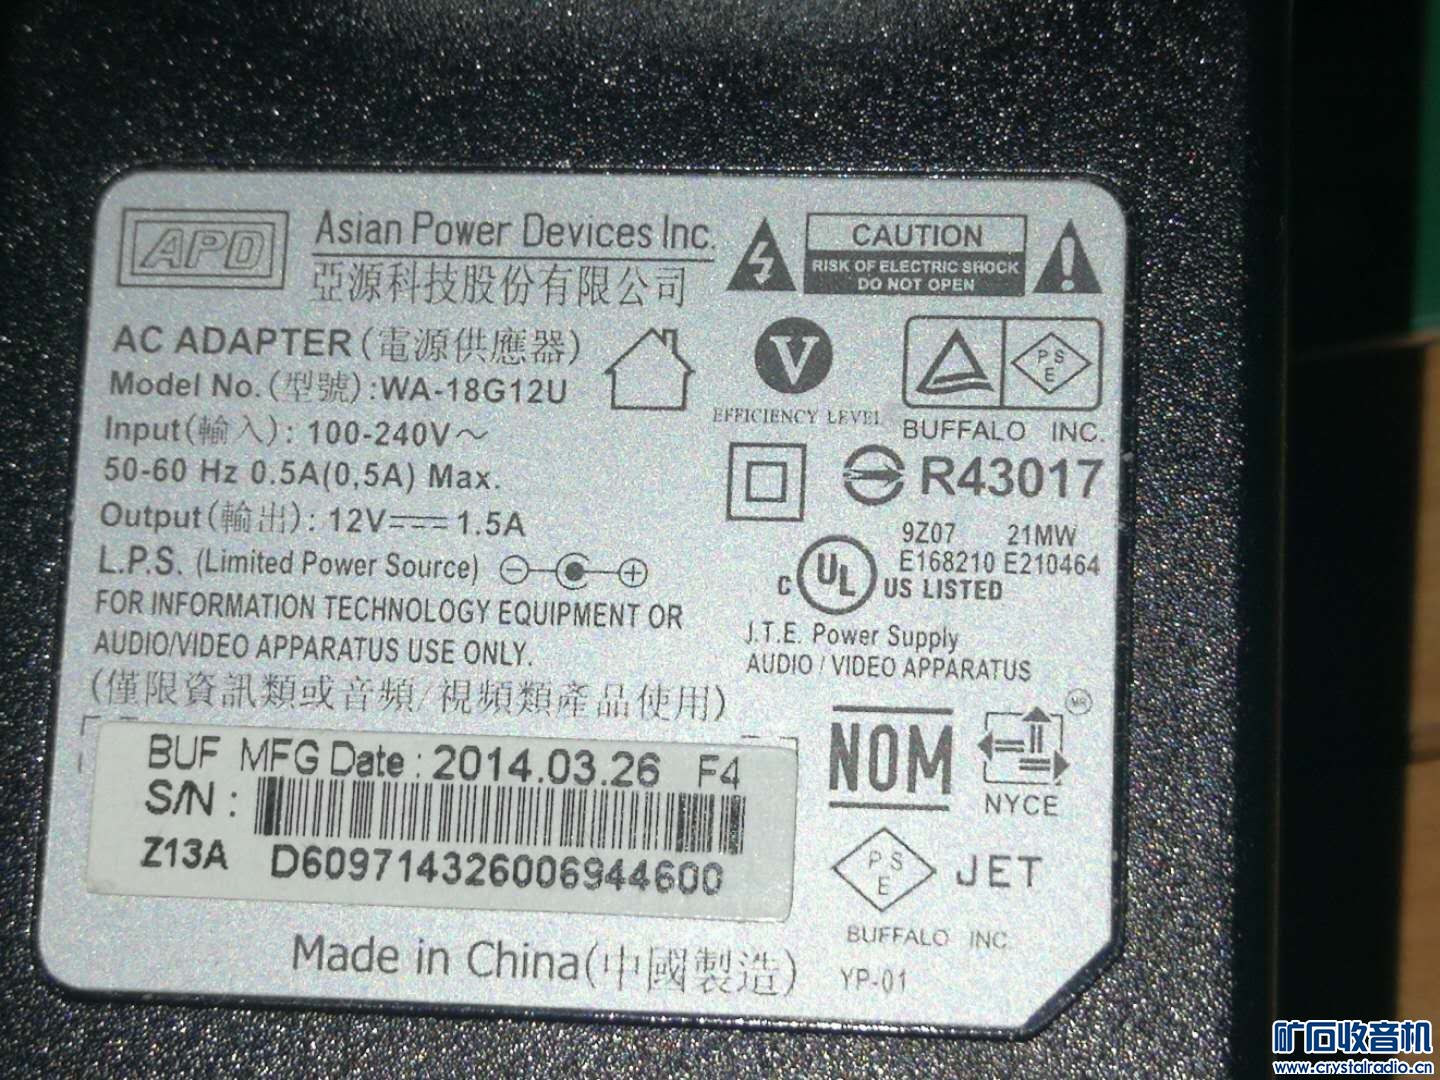 APD
Asian Power Devices Inc.
亞源科技股份有限公司
CAUTION
RISK OF ELECTRIC SHOCK
DO NOT OPEN
AC ADAPTER(電源供應器)
Model No.(型號):WA-18G12U
Input(輸入): 100-240V～
50-60 Hz 0.5A(0,5A) Max.
Output(輸出): 12V⎓1.5A
L.P.S. (Limited Power Source)
FOR INFORMATION TECHNOLOGY EQUIPMENT OR
AUDIO/VIDEO APPARATUS USE ONLY.
(僅限資訊類或音頻/視頻類產品使用)
V
EFFICIENCY LEVEL
PS
E
BUFFALO INC.
R43017
9Z07 21MW
E168210 E210464
C UL US LISTED
J.T.E. Power Supply
AUDIO / VIDEO APPARATUS
NOM
NYCE
BUF MFG Date : 2014.03.26 F4
S/N :
Z13A D609714326006944600
PS
E
JET
BUFFALO INC.
Made in China(中國製造)
YP-01
矿石收音机
www.crystalradio.cn